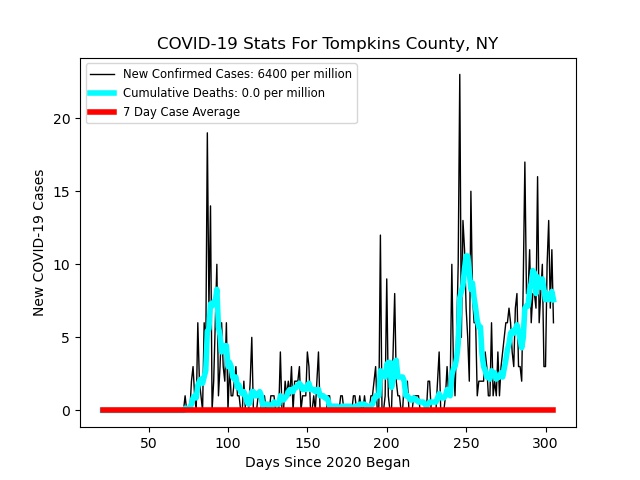 COVID-19 Stats For Tompkins County, NY
New Confirmed Cases: 6400 per million
Cumulative Deaths: 0.0 per million
7 Day Case Average
New COVID-19 Cases
20
15
10
5
0
50 100 150 200 250 300
Days Since 2020 Began